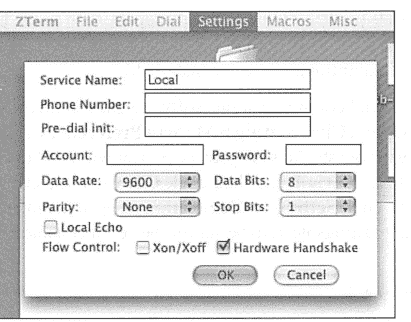 ZTerm File Edit Dial Settings Macros Misc
Service Name: Local
Phone Number:
Pre-dial init:
Account: Password:
Data Rate: 9600 Data Bits: 8
Parity: None Stop Bits: 1
Local Echo
Flow Control: Xon/Xoff Hardware Handshake
OK Cancel